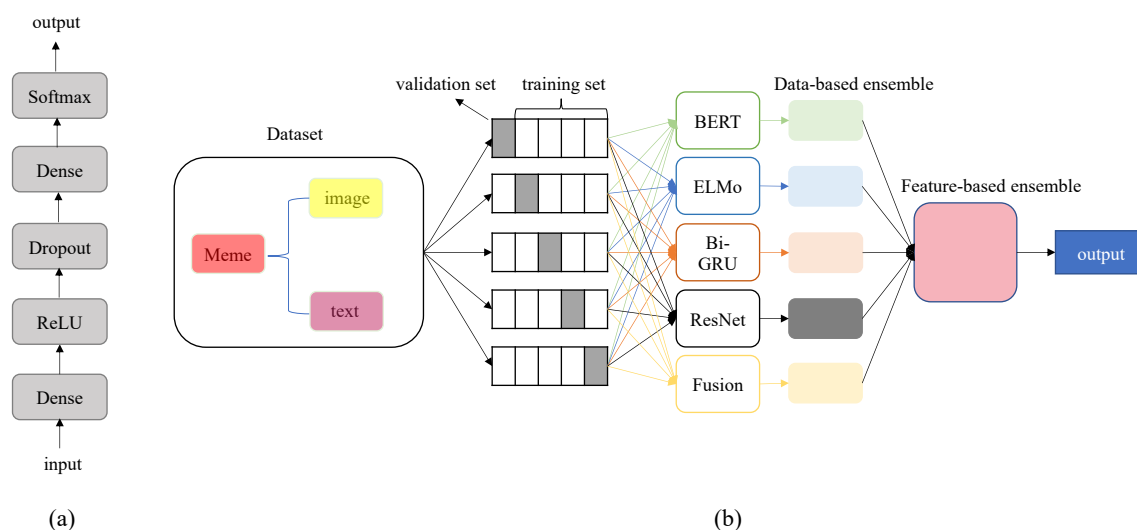 output
Softmax
Dense
Dropout
ReLU
Dense
input
(a)
Dataset
Meme
image
text
validation set
training set
BERT
ELMo
Bi-
GRU
ResNet
Fusion
Data-based ensemble
Feature-based ensemble
output
(b)